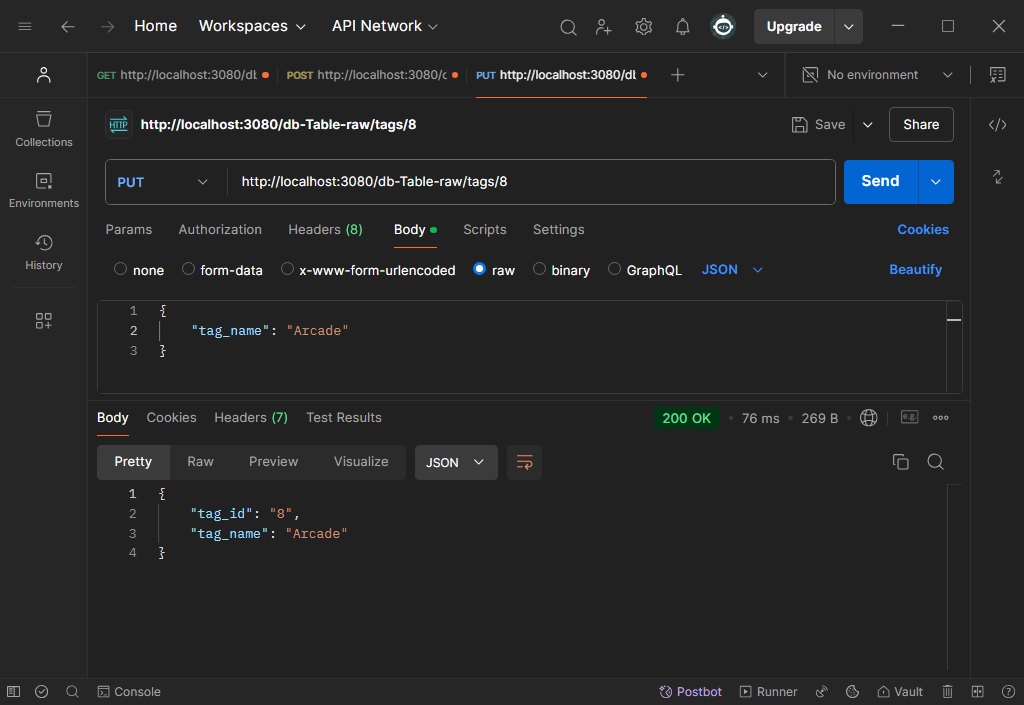 Home Workspaces API Network Upgrade
GET http://localhost:3080/db POST http://localhost:3080/c PUT http://localhost:3080/db No environment
HTTP http://localhost:3080/db-Table-raw/tags/8 Save Share
Collections
Environments
History
PUT http://localhost:3080/db-Table-raw/tags/8 Send
Params Authorization Headers (8) Body Scripts Settings Cookies
none form-data x-www-form-urlencoded raw binary GraphQL JSON Beautify
1 {
2 "tag_name": "Arcade"
3 }
Body Cookies Headers (7) Test Results 200 OK • 76 ms • 269 B • e.g.
Pretty Raw Preview Visualize JSON
1 {
2 "tag_id": "8",
3 "tag_name": "Arcade"
4 }
Console Postbot Runner Vault